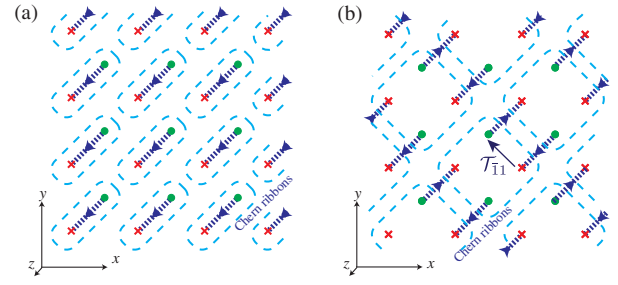 (a)
(b)
y
z
x
Chern ribbons
y
z
x
Chern ribbons
𝒯_{1̄1}